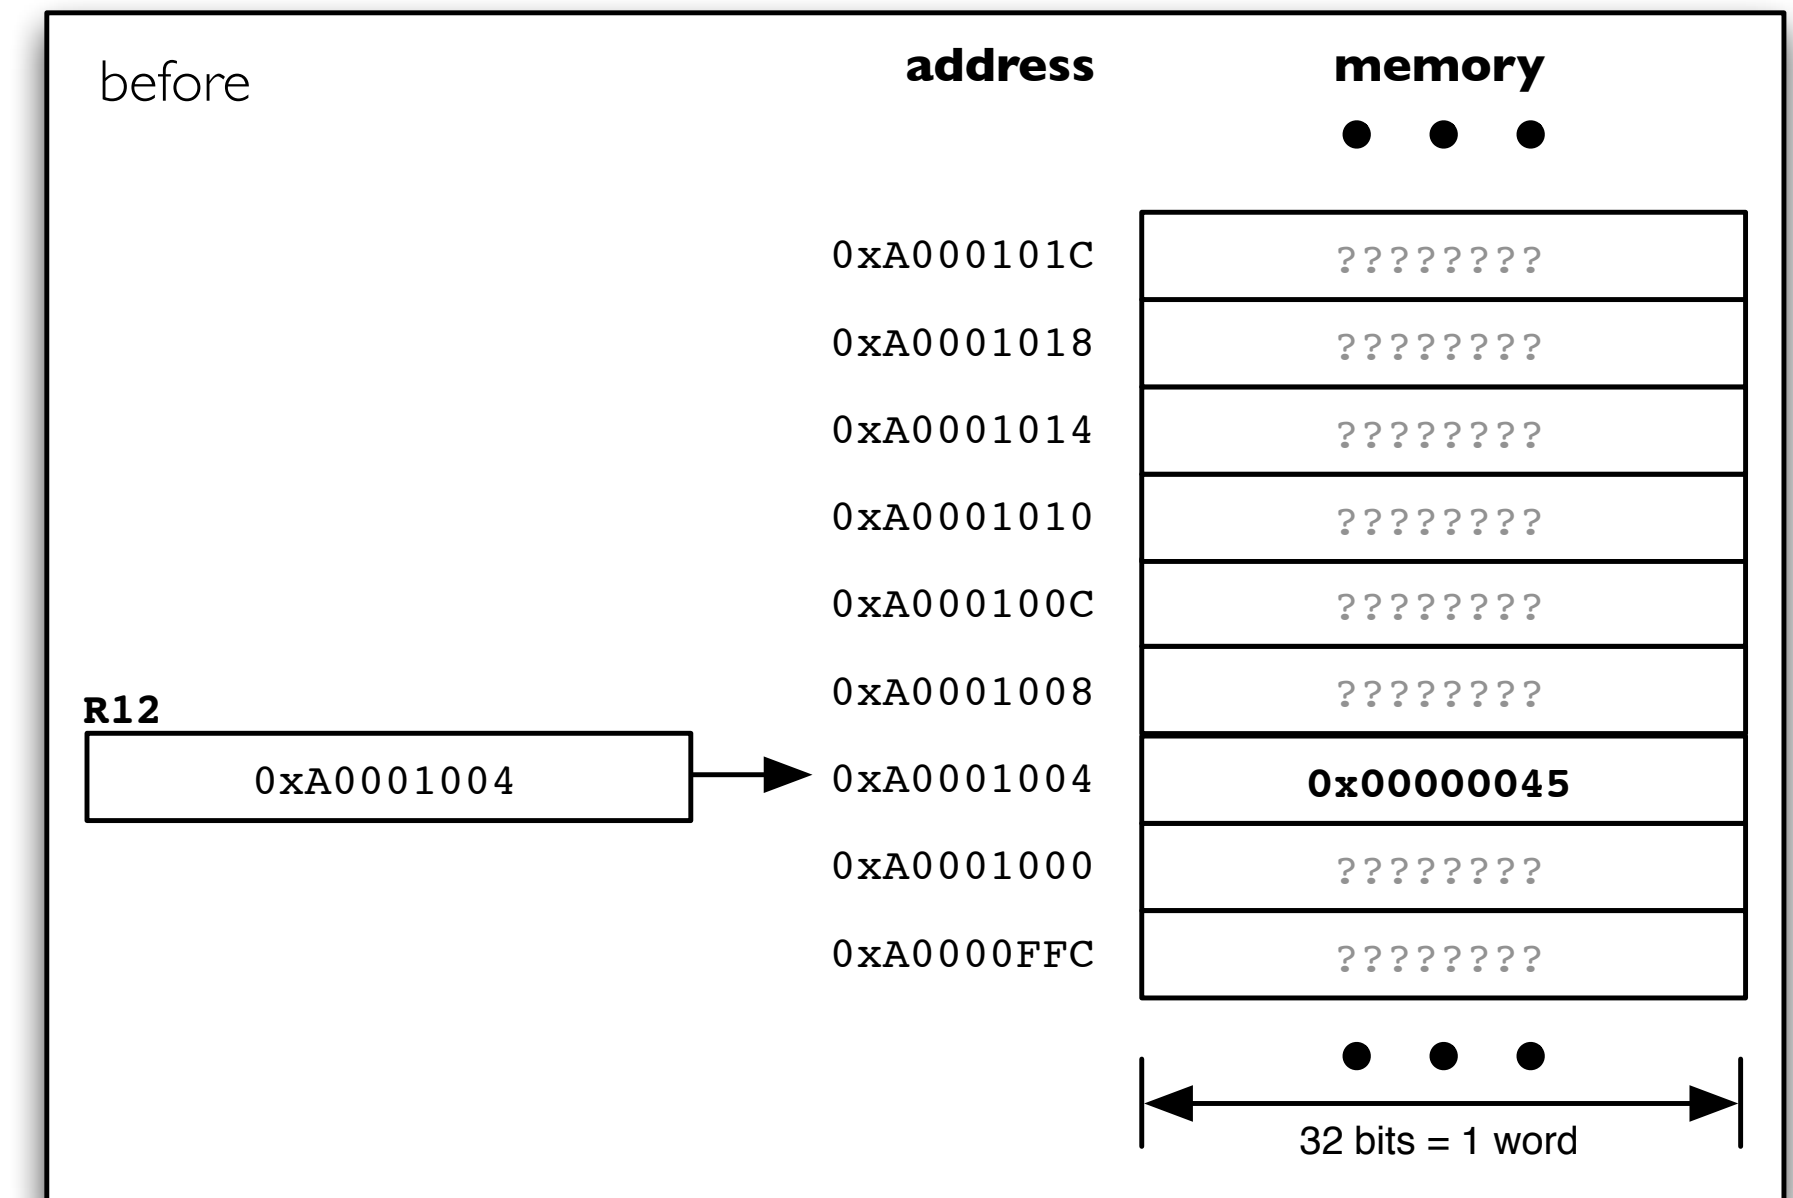 before address memory
● ● ●
0xA000101C ????????
0xA0001018 ????????
0xA0001014 ????????
0xA0001010 ????????
0xA000100C ????????
0xA0001008 ????????
R12
0xA0001004 0xA0001004 0x00000045
0xA0001000 ????????
0xA0000FFC ????????
● ● ●
32 bits = 1 word